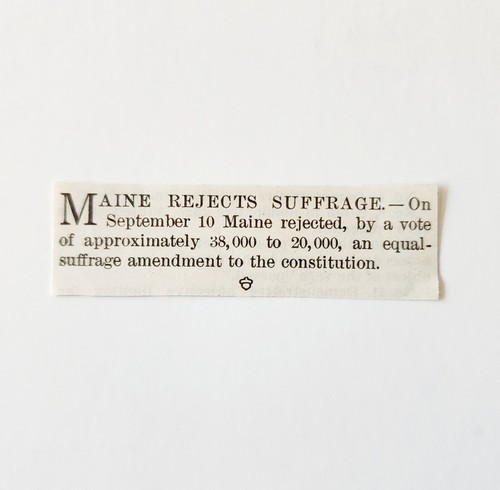 MAINE REJECTS SUFFRAGE.—On
September 10 Maine rejected, by a vote
of approximately 38,000 to 20,000, an equal-
suffrage amendment to the constitution.